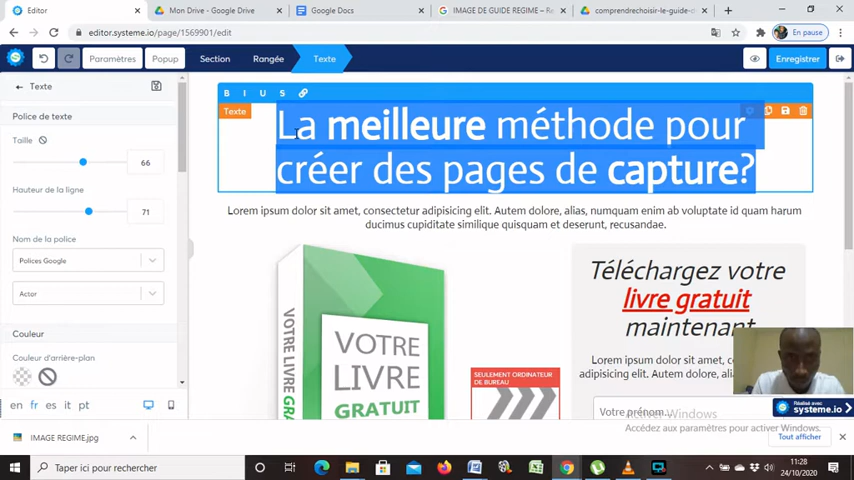 Editor
Mon Drive - Google Drive
Google Docs
IMAGE DE GUIDE REGIME – Re
comprendrechoisir-le-guide-d
editor.systeme.io/page/1569901/edit
En pause
Paramètres
Popup
Section
Rangée
Texte
Enregistrer
Texte
B I U S
Texte
Police de texte
Taille
66
Hauteur de la ligne
71
Nom de la police
Polices Google
Actor
Couleur
Couleur d'arrière-plan
en fr es it pt
La meilleure méthode pour
créer des pages de capture?
Lorem ipsum dolor sit amet, consectetur adipisicing elit. Autem dolore, alias, numquam enim ab voluptate id quam harum
ducimus cupiditate similique quisquam et deserunt, recusandae.
VOTRE LIVRE GRA
VOTRE
LIVRE
GRATUIT
SEULEMENT ORDINATEUR
DE BUREAU
Téléchargez votre
livre gratuit
maintenant
Lorem ipsum dolor sit amet,
adipisicing elit. Autem dolore,
Votre prénom...
Réalisé avec
systeme.io
Activer Windows
Accédez aux paramètres pour activer Windows.
IMAGE REGIME.jpg
Tout afficher
Taper ici pour rechercher
11:28
24/10/2020